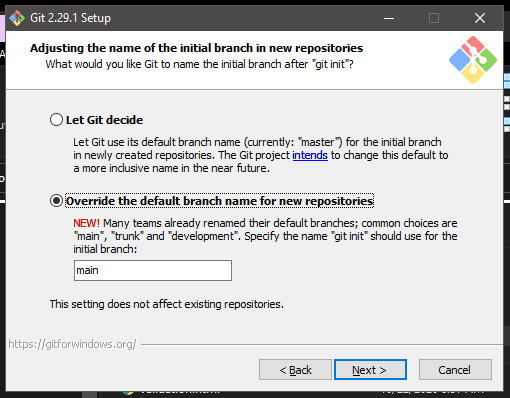 Git 2.29.1 Setup
Adjusting the name of the initial branch in new repositories
What would you like Git to name the initial branch after "git init"?
Let Git decide
Let Git use its default branch name (currently: "master") for the initial branch
in newly created repositories. The Git project intends to change this default to
a more inclusive name in the near future.
Override the default branch name for new repositories
NEW! Many teams already renamed their default branches; common choices are
"main", "trunk" and "development". Specify the name "git init" should use for the
initial branch:
main
This setting does not affect existing repositories.
https://gitforwindows.org/
< Back
Next >
Cancel